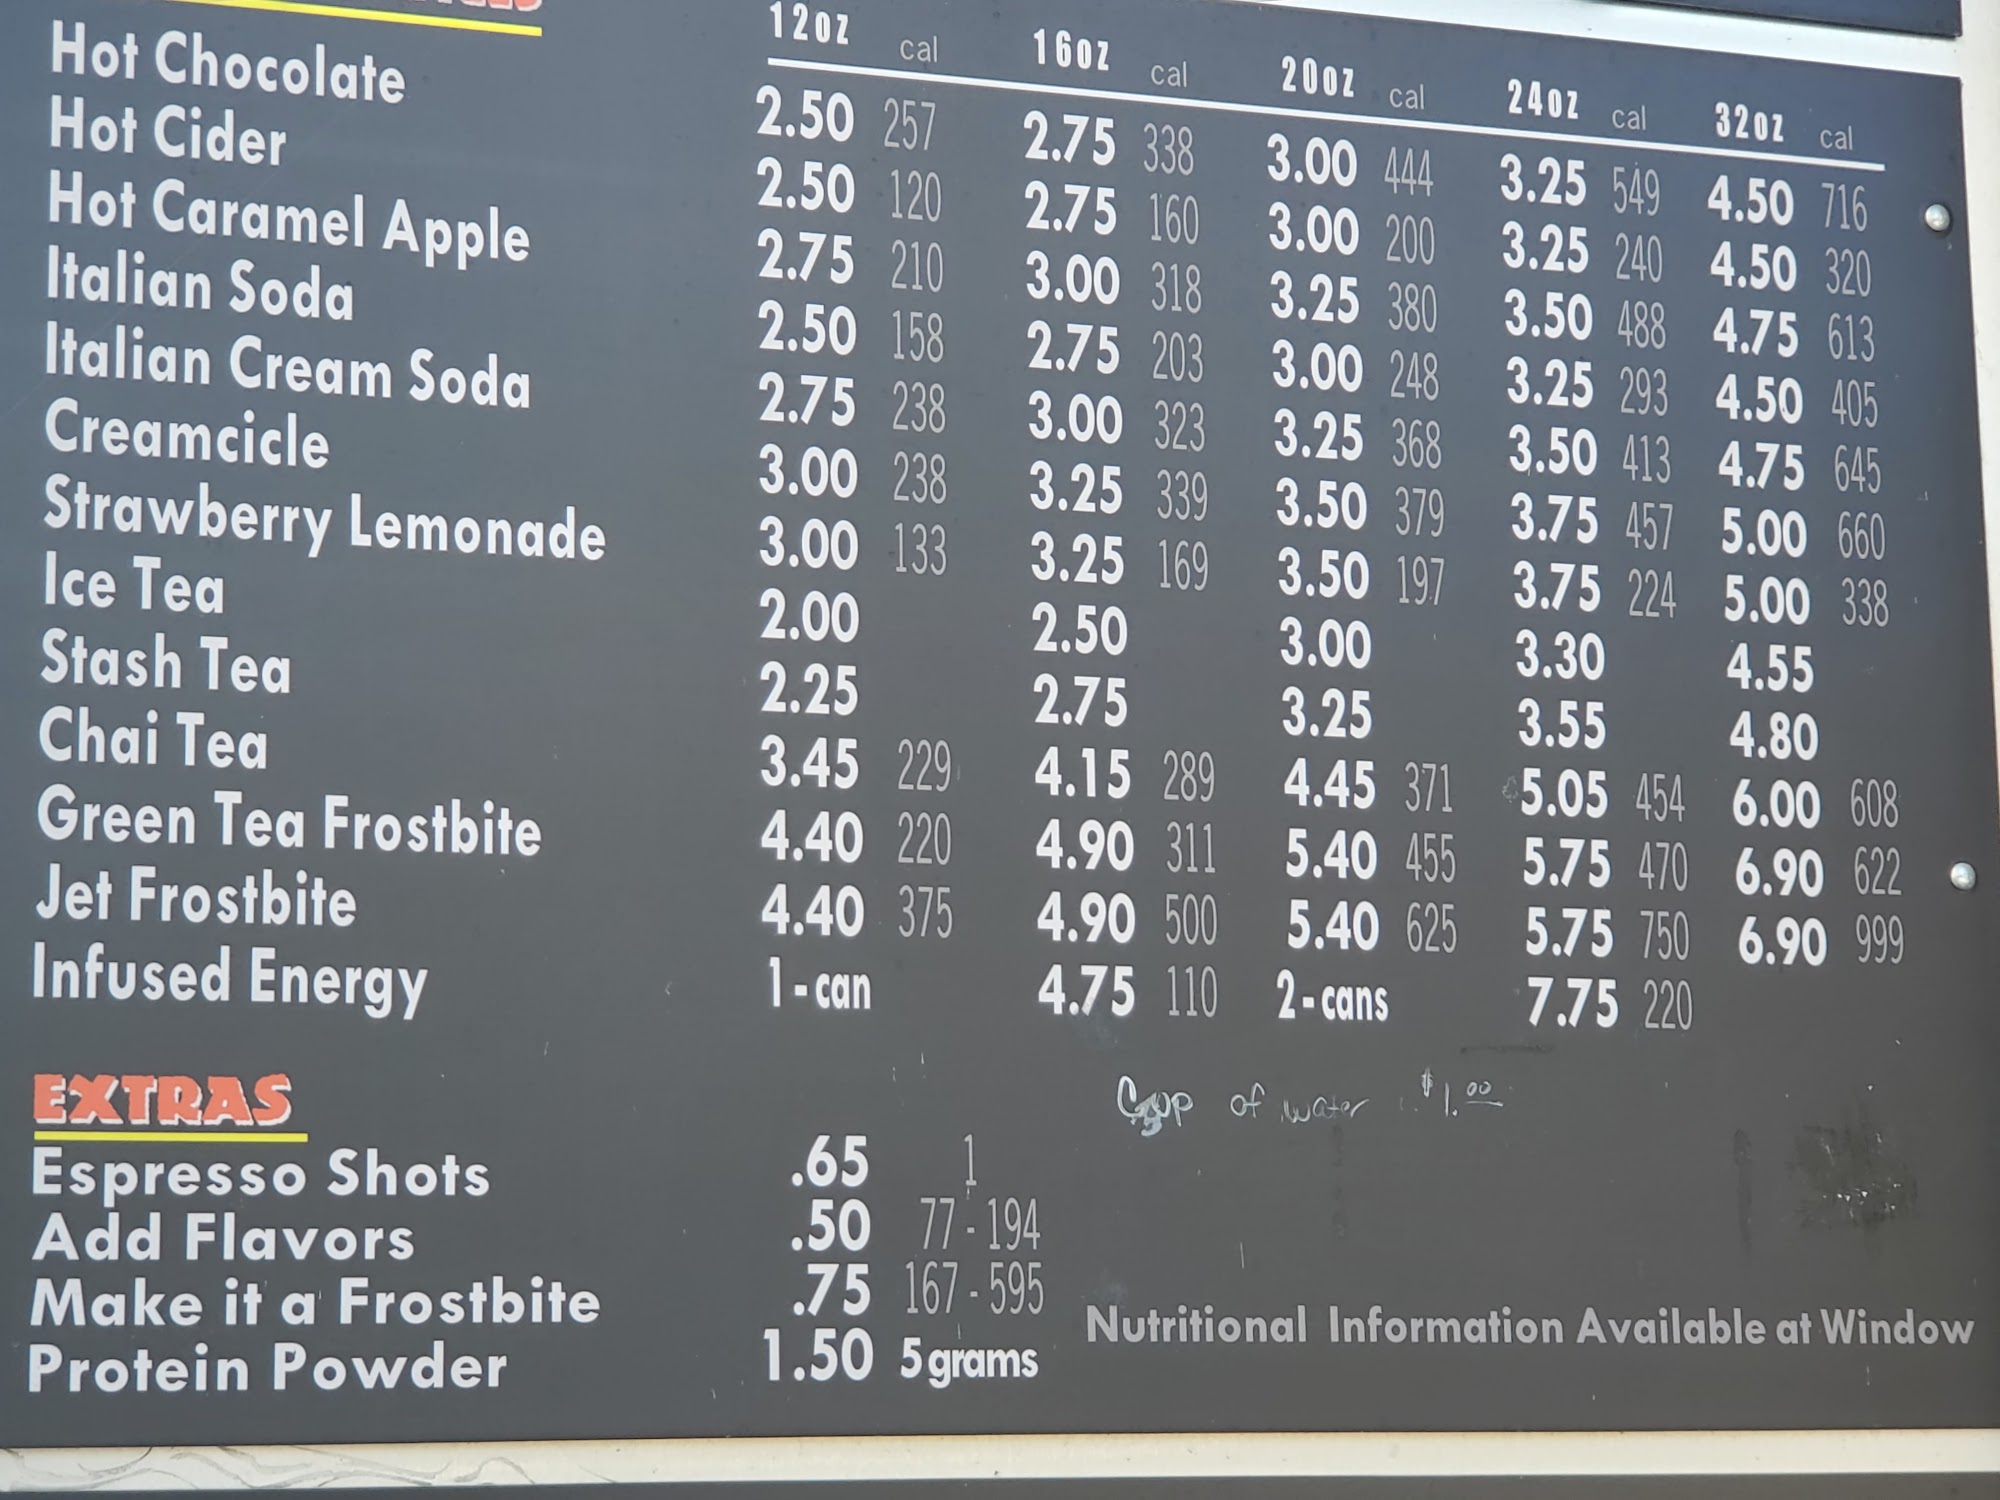 12oz cal 16oz cal 20oz cal 24oz cal 32oz cal
Hot Chocolate 2.50 257 2.75 338 3.00 444 3.25 549 4.50 716
Hot Cider 2.50 120 2.75 160 3.00 200 3.25 240 4.50 320
Hot Caramel Apple 2.75 210 3.00 318 3.25 380 3.50 488 4.75 613
Italian Soda 2.50 158 2.75 203 3.00 248 3.25 293 4.50 405
Italian Cream Soda 2.75 238 3.00 323 3.25 368 3.50 413 4.75 645
Creamcicle 3.00 238 3.25 339 3.50 379 3.75 457 5.00 660
Strawberry Lemonade 3.00 133 3.25 169 3.50 197 3.75 224 5.00 338
Ice Tea 2.00 2.50 3.00 3.30 4.55
Stash Tea 2.25 2.75 3.25 3.55 4.80
Chai Tea 3.45 229 4.15 289 4.45 371 5.05 454 6.00 608
Green Tea Frostbite 4.40 220 4.90 311 5.40 455 5.75 470 6.90 622
Jet Frostbite 4.40 375 4.90 500 5.40 625 5.75 750 6.90 999
Infused Energy 1-can 4.75 110 2-cans 7.75 220
Cup of water $1.00
EXTRAS
Espresso Shots .65 1
Add Flavors .50 77 - 194
Make it a Frostbite .75 167 - 595
Protein Powder 1.50 5 grams
Nutritional Information Available at Window